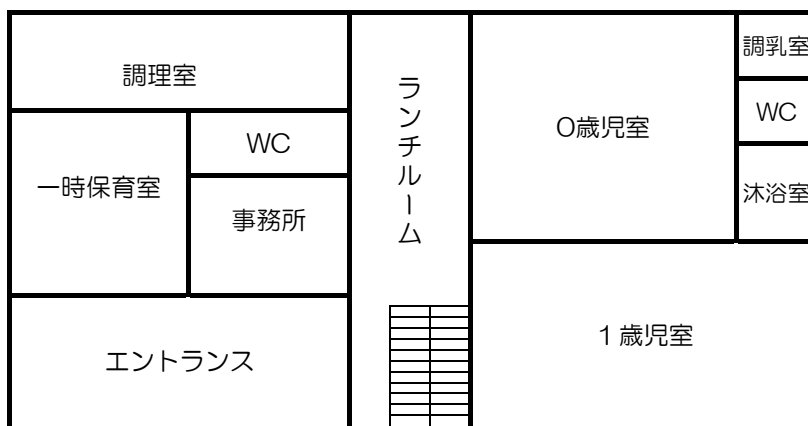 調理室
ランチルーム
0歳児室
調乳室
WC
WC
一時保育室
事務所
沐浴室
エントランス
１歳児室